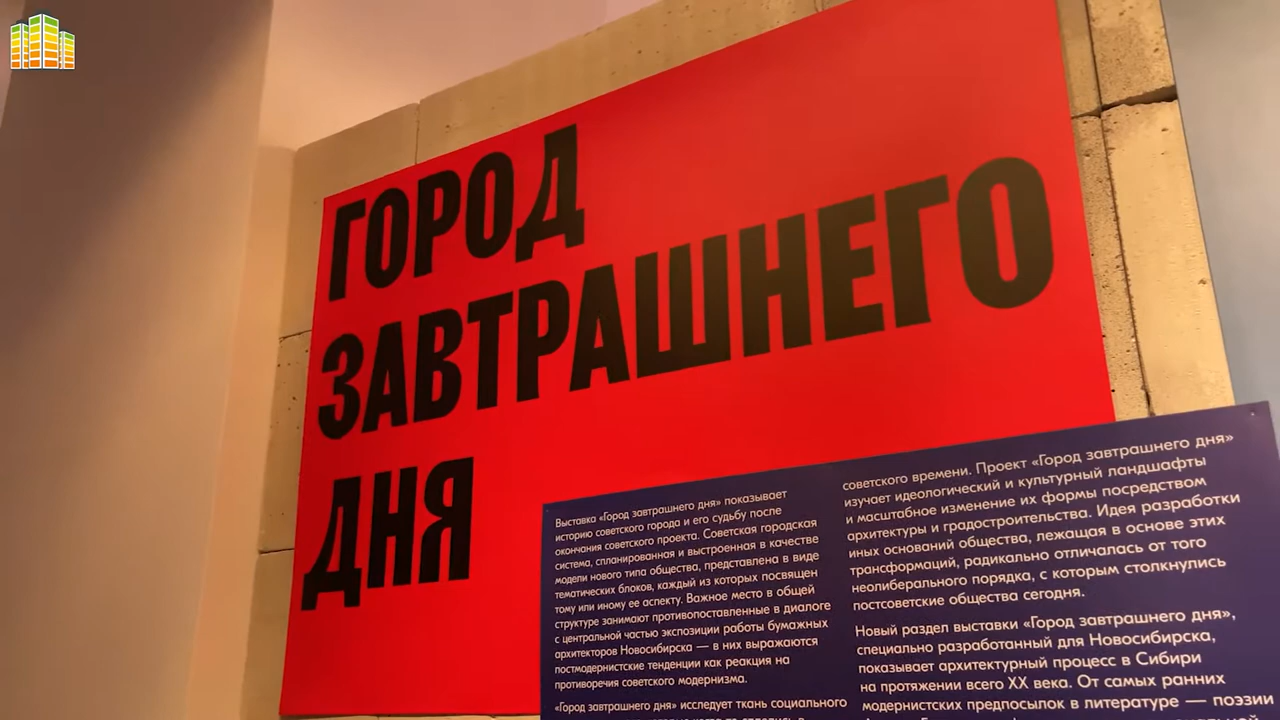 ГОРОД
ЗАВТРАШНЕГО
ДНЯ
Выставка «Город завтрашнего дня» показывает
историю советского города и его судьбу после
окончания советского проекта. Советская городская
система, спланированная и выстроенная в качестве
модели нового типа общества, представлена в виде
тематических блоков, каждый из которых посвящен
тому или иному ее аспекту. Важное место в общей
структуре занимают противопоставленные в диалоге
с центральной частью экспозиции работы бумажных
архитекторов Новосибирска — в них выражаются
постмодернистские тенденции как реакция на
противоречия советского модернизма.
«Город завтрашнего дня» исследует ткань социального
советского времени. Проект «Город завтрашнего дня»
изучает идеологический и культурный ландшафты
и масштабное изменение их формы посредством
архитектуры и градостроительства. Идея разработки
иных оснований общества, лежащая в основе этих
трансформаций, радикально отличалась от того
неолиберального порядка, с которым столкнулись
постсоветские общества сегодня.
Новый раздел выставки «Город завтрашнего дня»,
специально разработанный для Новосибирска,
показывает архитектурный процесс в Сибири
на протяжении всего XX века. От самых ранних
модернистских предпосылок в литературе — поэзии